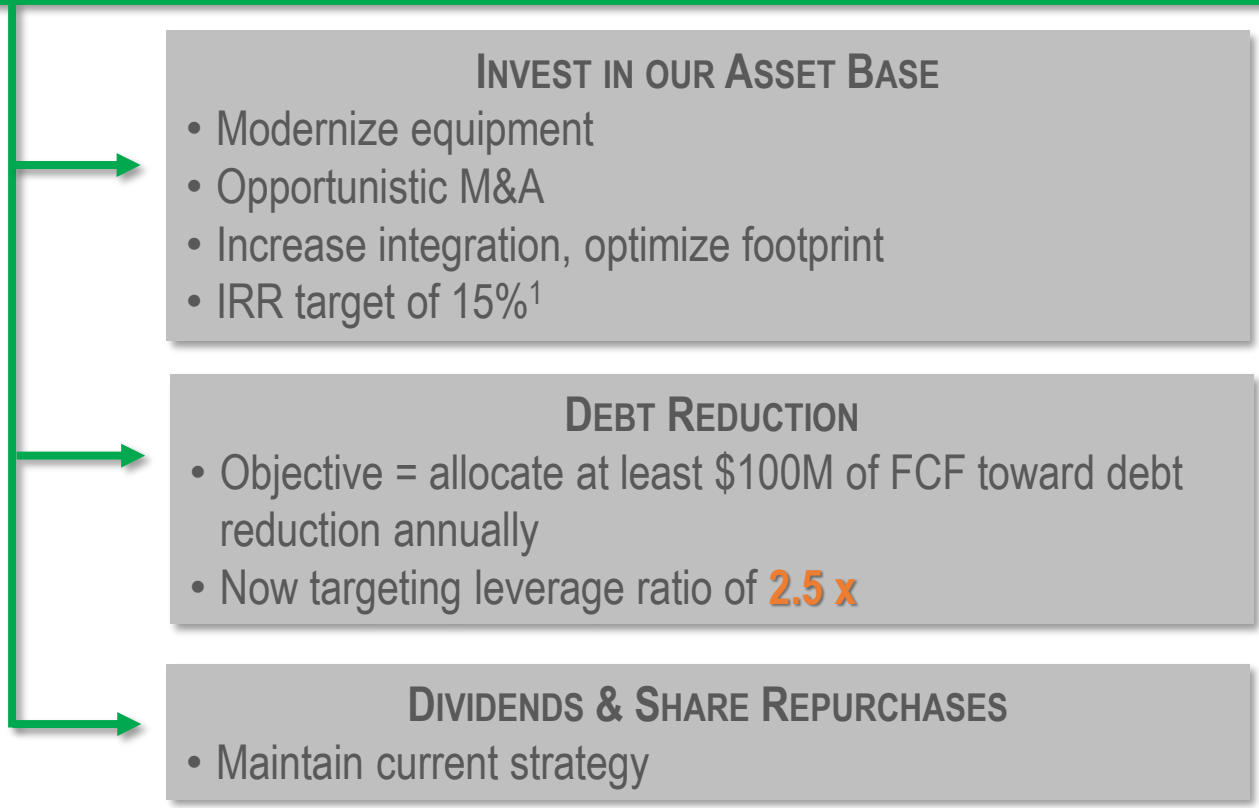 INVEST IN OUR ASSET BASE
• Modernize equipment
• Opportunistic M&A
• Increase integration, optimize footprint
• IRR target of 15%¹
DEBT REDUCTION
• Objective = allocate at least $100M of FCF toward debt
reduction annually
• Now targeting leverage ratio of 2.5 x
DIVIDENDS & SHARE REPURCHASES
• Maintain current strategy